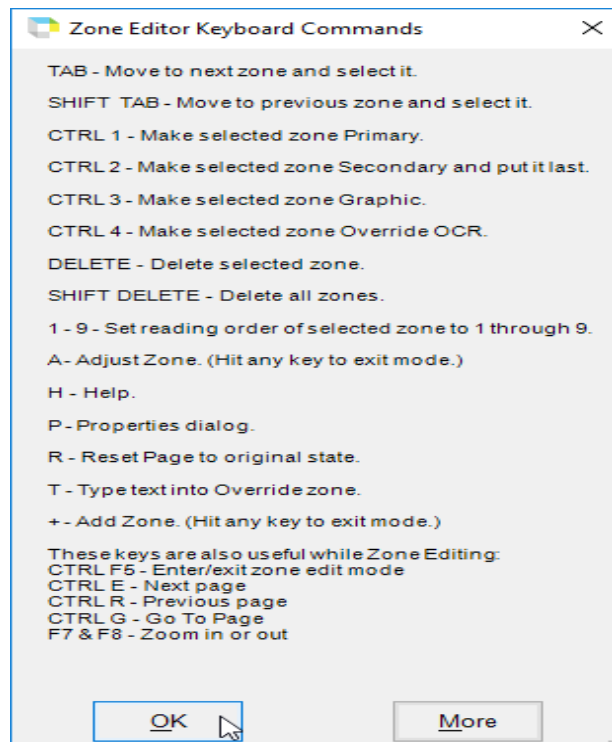 Zone Editor Keyboard Commands
TAB - Move to next zone and select it.
SHIFT TAB - Move to previous zone and select it.
CTRL 1 - Make selected zone Primary.
CTRL 2 - Make selected zone Secondary and put it last.
CTRL 3 - Make selected zone Graphic.
CTRL 4 - Make selected zone Override OCR.
DELETE - Delete selected zone.
SHIFT DELETE - Delete all zones.
1 - 9 - Set reading order of selected zone to 1 through 9.
A - Adjust Zone. (Hit any key to exit mode.)
H - Help.
P - Properties dialog.
R - Reset Page to original state.
T - Type text into Override zone.
+ - Add Zone. (Hit any key to exit mode.)
These keys are also useful while Zone Editing:
CTRL F5 - Enter/exit zone edit mode
CTRL E - Next page
CTRL R - Previous page
CTRL G - Go To Page
F7 & F8 - Zoom in or out
OK
More